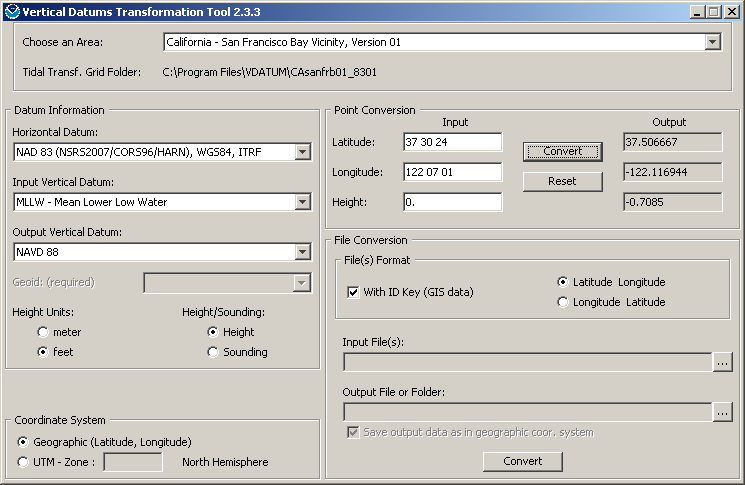 Vertical Datums Transformation Tool 2.3.3
Choose an Area: California - San Francisco Bay Vicinity, Version 01
Tidal Transf. Grid Folder: C:\Program Files\VDATUM\CAsanfrb01_8301
Datum Information
Horizontal Datum:
NAD 83 (NSRS2007/CORS96/HARN), WGS84, ITRF
Input Vertical Datum:
MLLW - Mean Lower Low Water
Output Vertical Datum:
NAVD 88
Geoid: (required)
Height Units: Height/Sounding:
meter Height
feet Sounding
Coordinate System
Geographic (Latitude, Longitude)
UTM - Zone : North Hemisphere
Point Conversion
Input Output
Latitude: 37 30 24 Convert 37.506667
Longitude: 122 07 01 Reset -122.116944
Height: 0. -0.7085
File Conversion
File(s) Format
With ID Key (GIS data) Latitude Longitude
Longitude Latitude
Input File(s):
...
Output File or Folder:
...
Save output data as in geographic coor. system
Convert